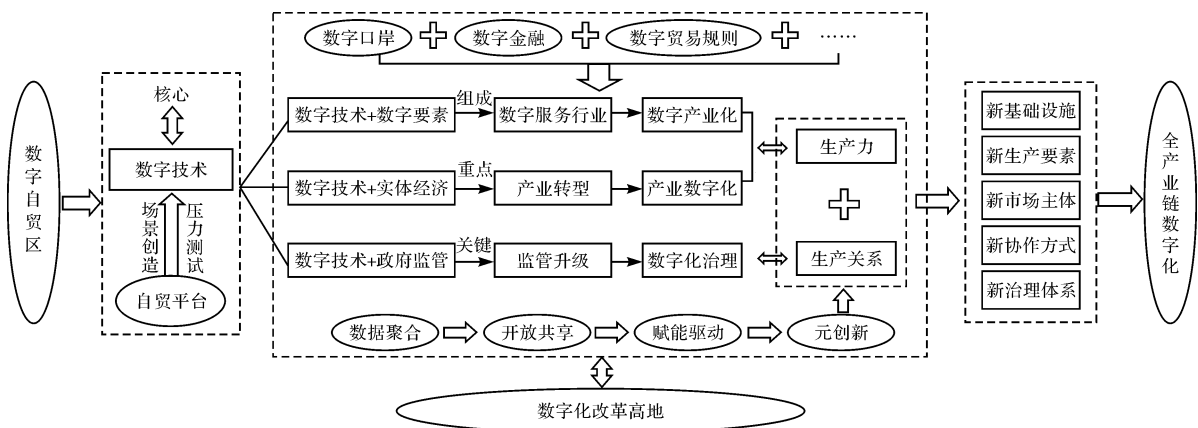 数字自贸区
核心
数字技术
场景创造
压力测试
自贸平台
数字口岸
数字金融
数字贸易规则
……
数字技术+数字要素
组成
数字服务行业
数字产业化
数字技术+实体经济
重点
产业转型
产业数字化
数字技术+政府监管
关键
监管升级
数字化治理
生产力
生产关系
数据聚合
开放共享
赋能驱动
元创新
数字化改革高地
新基础设施
新生产要素
新市场主体
新协作方式
新治理体系
全产业链数字化